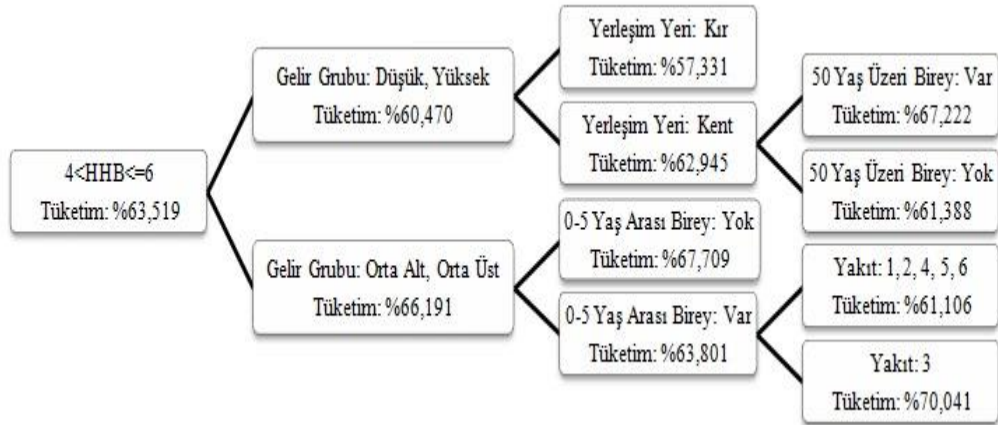 4<HHB<=6
Tüketim: %63,519
Gelir Grubu: Düşük, Yüksek
Tüketim: %60,470
Gelir Grubu: Orta Alt, Orta Üst
Tüketim: %66,191
Yerleşim Yeri: Kır
Tüketim: %57,331
Yerleşim Yeri: Kent
Tüketim: %62,945
0-5 Yaş Arası Birey: Yok
Tüketim: %67,709
0-5 Yaş Arası Birey: Var
Tüketim: %63,801
50 Yaş Üzeri Birey: Var
Tüketim: %67,222
50 Yaş Üzeri Birey: Yok
Tüketim: %61,388
Yakıt: 1, 2, 4, 5, 6
Tüketim: %61,106
Yakıt: 3
Tüketim: %70,041